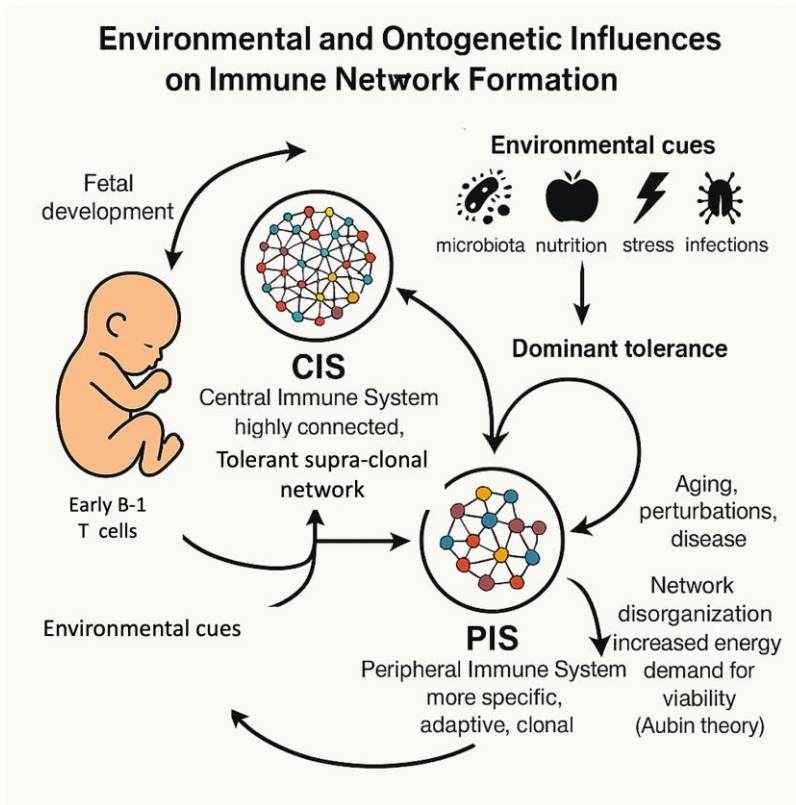 Environmental and Ontogenetic Influences
on Immune Network Formation
Fetal
development
Environmental cues
microbiota nutrition stress infections
Dominant tolerance
CIS
Central Immune System
highly connected,
Tolerant supra-clonal
network
Early B-1
T cells
Environmental cues
PIS
Peripheral Immune System
more specific,
adaptive, clonal
Aging,
perturbations,
disease
Network
disorganization
increased energy
demand for
viability
(Aubin theory)